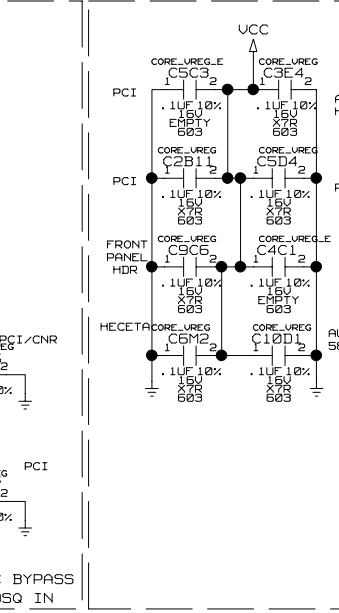 VCC
CORE_VREG_E
C5C3
1 2
PCI
.1UF 10%
16V
EMPTY
603
CORE_VREG
C3E4
1 2
.1UF 10%
16V
X7R
603
CORE_VREG
C2B11
1 2
PCI
.1UF 10%
16V
X7R
603
CORE_VREG
C5D4
1 2
.1UF 10%
16V
X7R
603
FRONT
PANEL
HDR
CORE_VREG
C9C6
1 2
.1UF 10%
16V
X7R
603
CORE_VREG_E
C4C1
1 2
.1UF 10%
16V
EMPTY
603
HECETA
CORE_VREG
C6M2
1 2
.1UF 10%
16V
X7R
603
CORE_VREG
C10D1
1 2
.1UF 10%
16V
X7R
603
PCI/CNR
2
PCI
2
BYPASS
IN